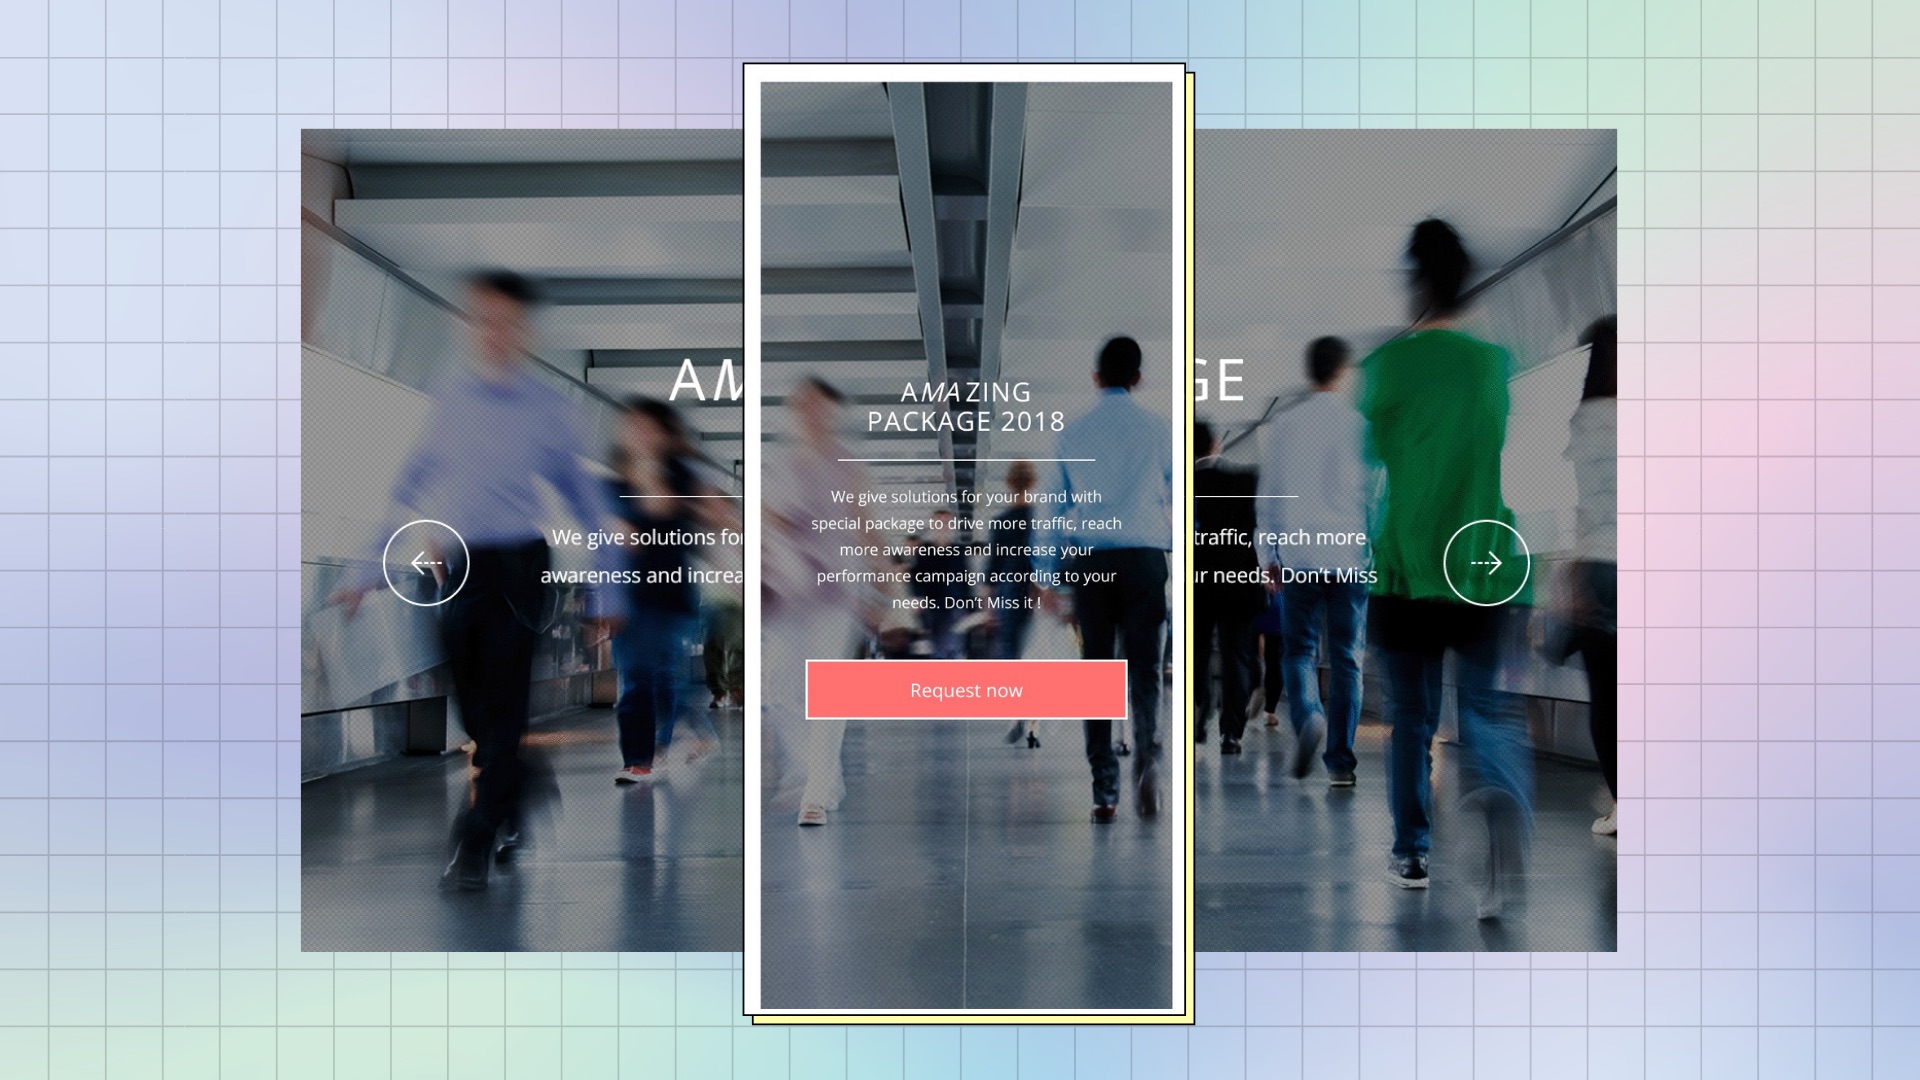 AM
GE
We give solutions for
traffic, reach more
awareness and increa
ur needs. Don't Miss
AMAZING
PACKAGE 2018
We give solutions for your brand with
special package to drive more traffic, reach
more awareness and increase your
performance campaign according to your
needs. Don't Miss it !
Request now